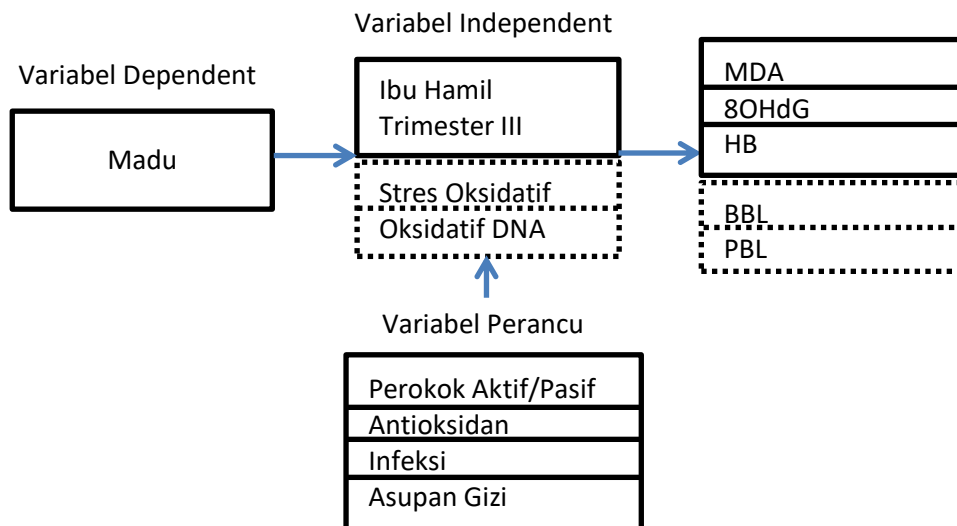 Variabel Dependent
Madu
Variabel Independent
Ibu Hamil
Trimester III
Stres Oksidatif
Oksidatif DNA
MDA
8OHdG
HB
BBL
PBL
Variabel Perancu
Perokok Aktif/Pasif
Antioksidan
Infeksi
Asupan Gizi